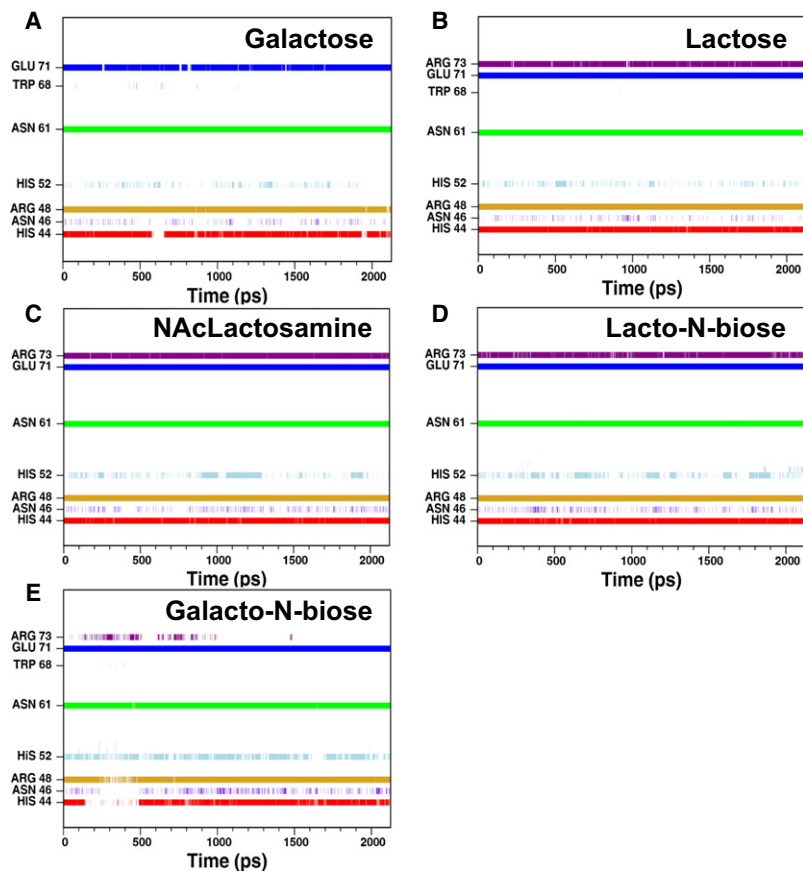 A
Galactose
GLU 71
TRP 68
ASN 61
HIS 52
ARG 48
ASN 46
HIS 44
0 500 1000 1500 2000
Time (ps)
B
Lactose
ARG 73
GLU 71
TRP 68
ASN 61
HIS 52
ARG 48
ASN 46
HIS 44
0 500 1000 1500 2000
Time (ps)
C
NAcLactosamine
ARG 73
GLU 71
ASN 61
HIS 52
ARG 48
ASN 46
HIS 44
0 500 1000 1500 2000
Time (ps)
D
Lacto-N-biose
ARG 73
GLU 71
ASN 61
HIS 52
ARG 48
ASN 46
HIS 44
0 500 1000 1500 2000
Time (ps)
E
Galacto-N-biose
ARG 73
GLU 71
TRP 68
ASN 61
HiS 52
ARG 48
ASN 46
HIS 44
0 500 1000 1500 2000
Time (ps)